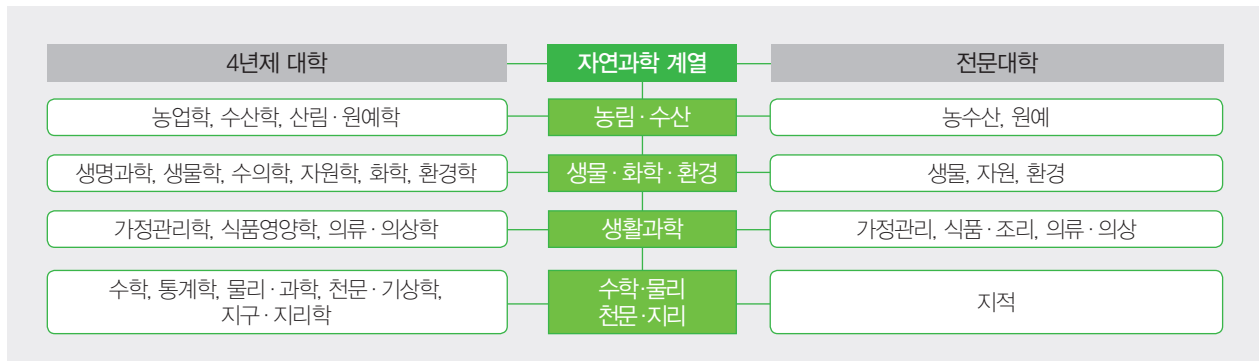 4년제 대학
자연과학 계열
전문대학
농업학, 수산학, 산림·원예학
농림·수산
농수산, 원예
생명과학, 생물학, 수의학, 자원학, 화학, 환경학
생물·화학·환경
생물, 자원, 환경
가정관리학, 식품영양학, 의류·의상학
생활과학
가정관리, 식품·조리, 의류·의상
수학, 통계학, 물리·과학, 천문·기상학,
지구·지리학
수학·물리
천문·지리
지적